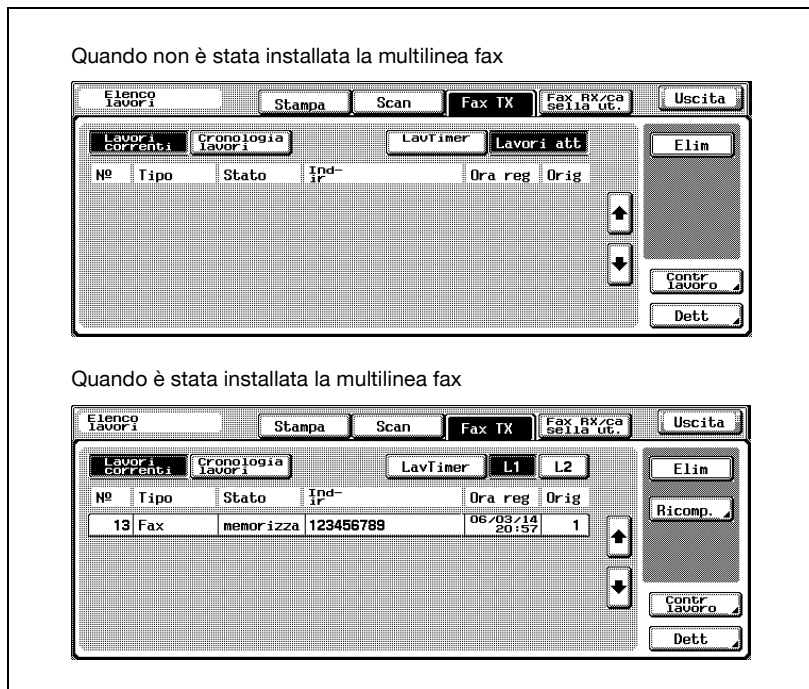 Quando non è stata installata la multilinea fax
Elenco
lavori
Stampa
Scan
Fax TX
Fax RX/ca
sella ut.
Uscita
Lavori
correnti
Cronologia
lavori
LavTimer
Lavori att
Elim
Nº
Tipo
Stato
Ind-
ir
Ora reg
Orig
Contr
lavoro
Dett
Quando è stata installata la multilinea fax
Elenco
lavori
Stampa
Scan
Fax TX
Fax RX/ca
sella ut.
Uscita
Lavori
correnti
Cronologia
lavori
LavTimer
L1
L2
Elim
Nº
Tipo
Stato
Ind-
ir
Ora reg
Orig
Ricomp.
13
Fax
memorizza
123456789
06/03/14
20:57
1
Contr
lavoro
Dett